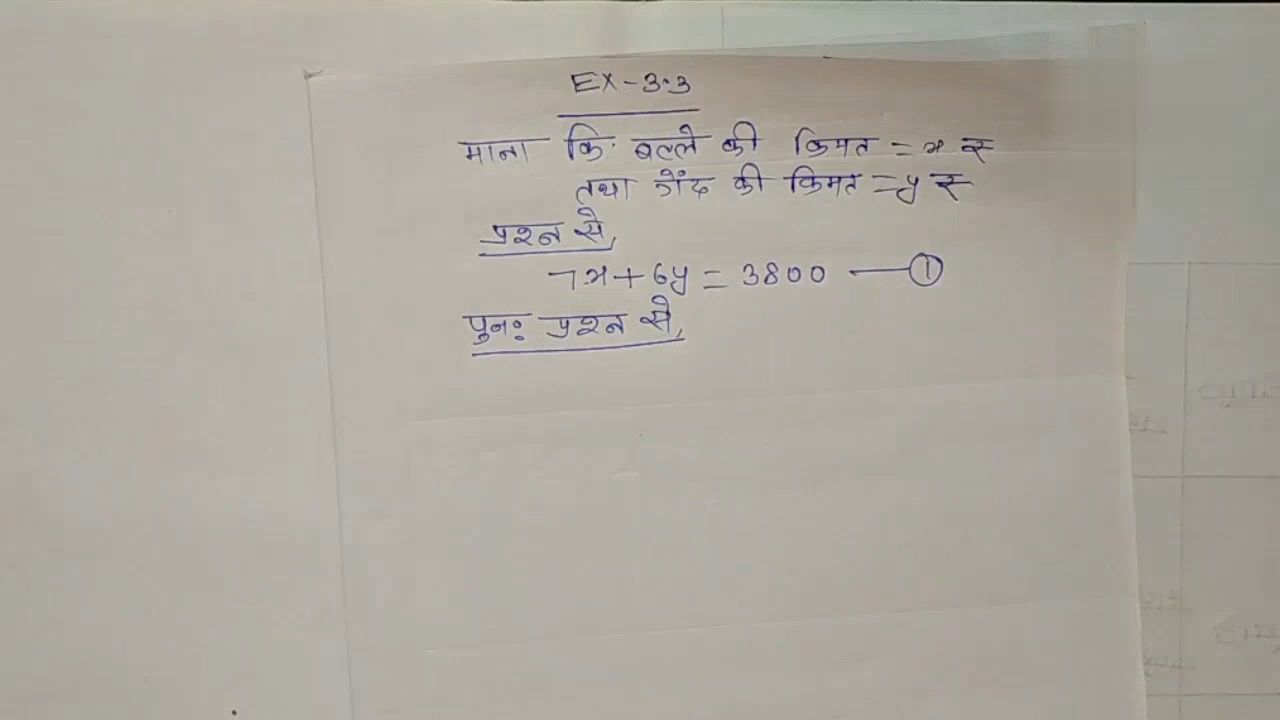 EX-3.3
माना कि बल्ले की किमत = x रु
तथा गेंद की किमत = y रु
प्रश्न से,
7x + 6y = 3800 —— ①
पुनः प्रश्न से,